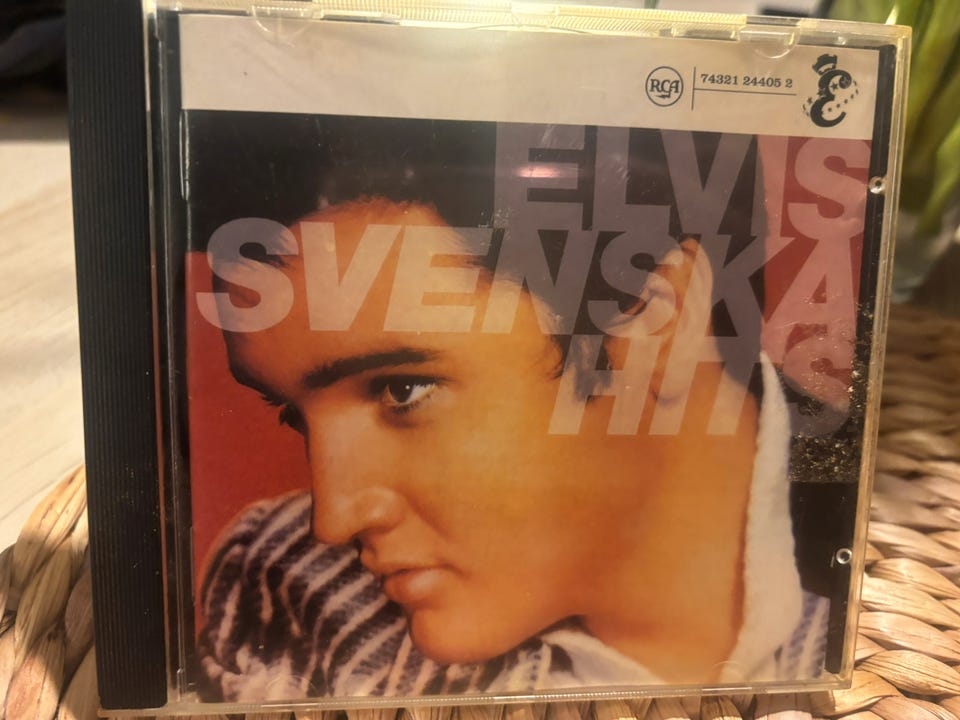 RCA
74321 24405 2
E
ELVIS
SVENSKA
HITS